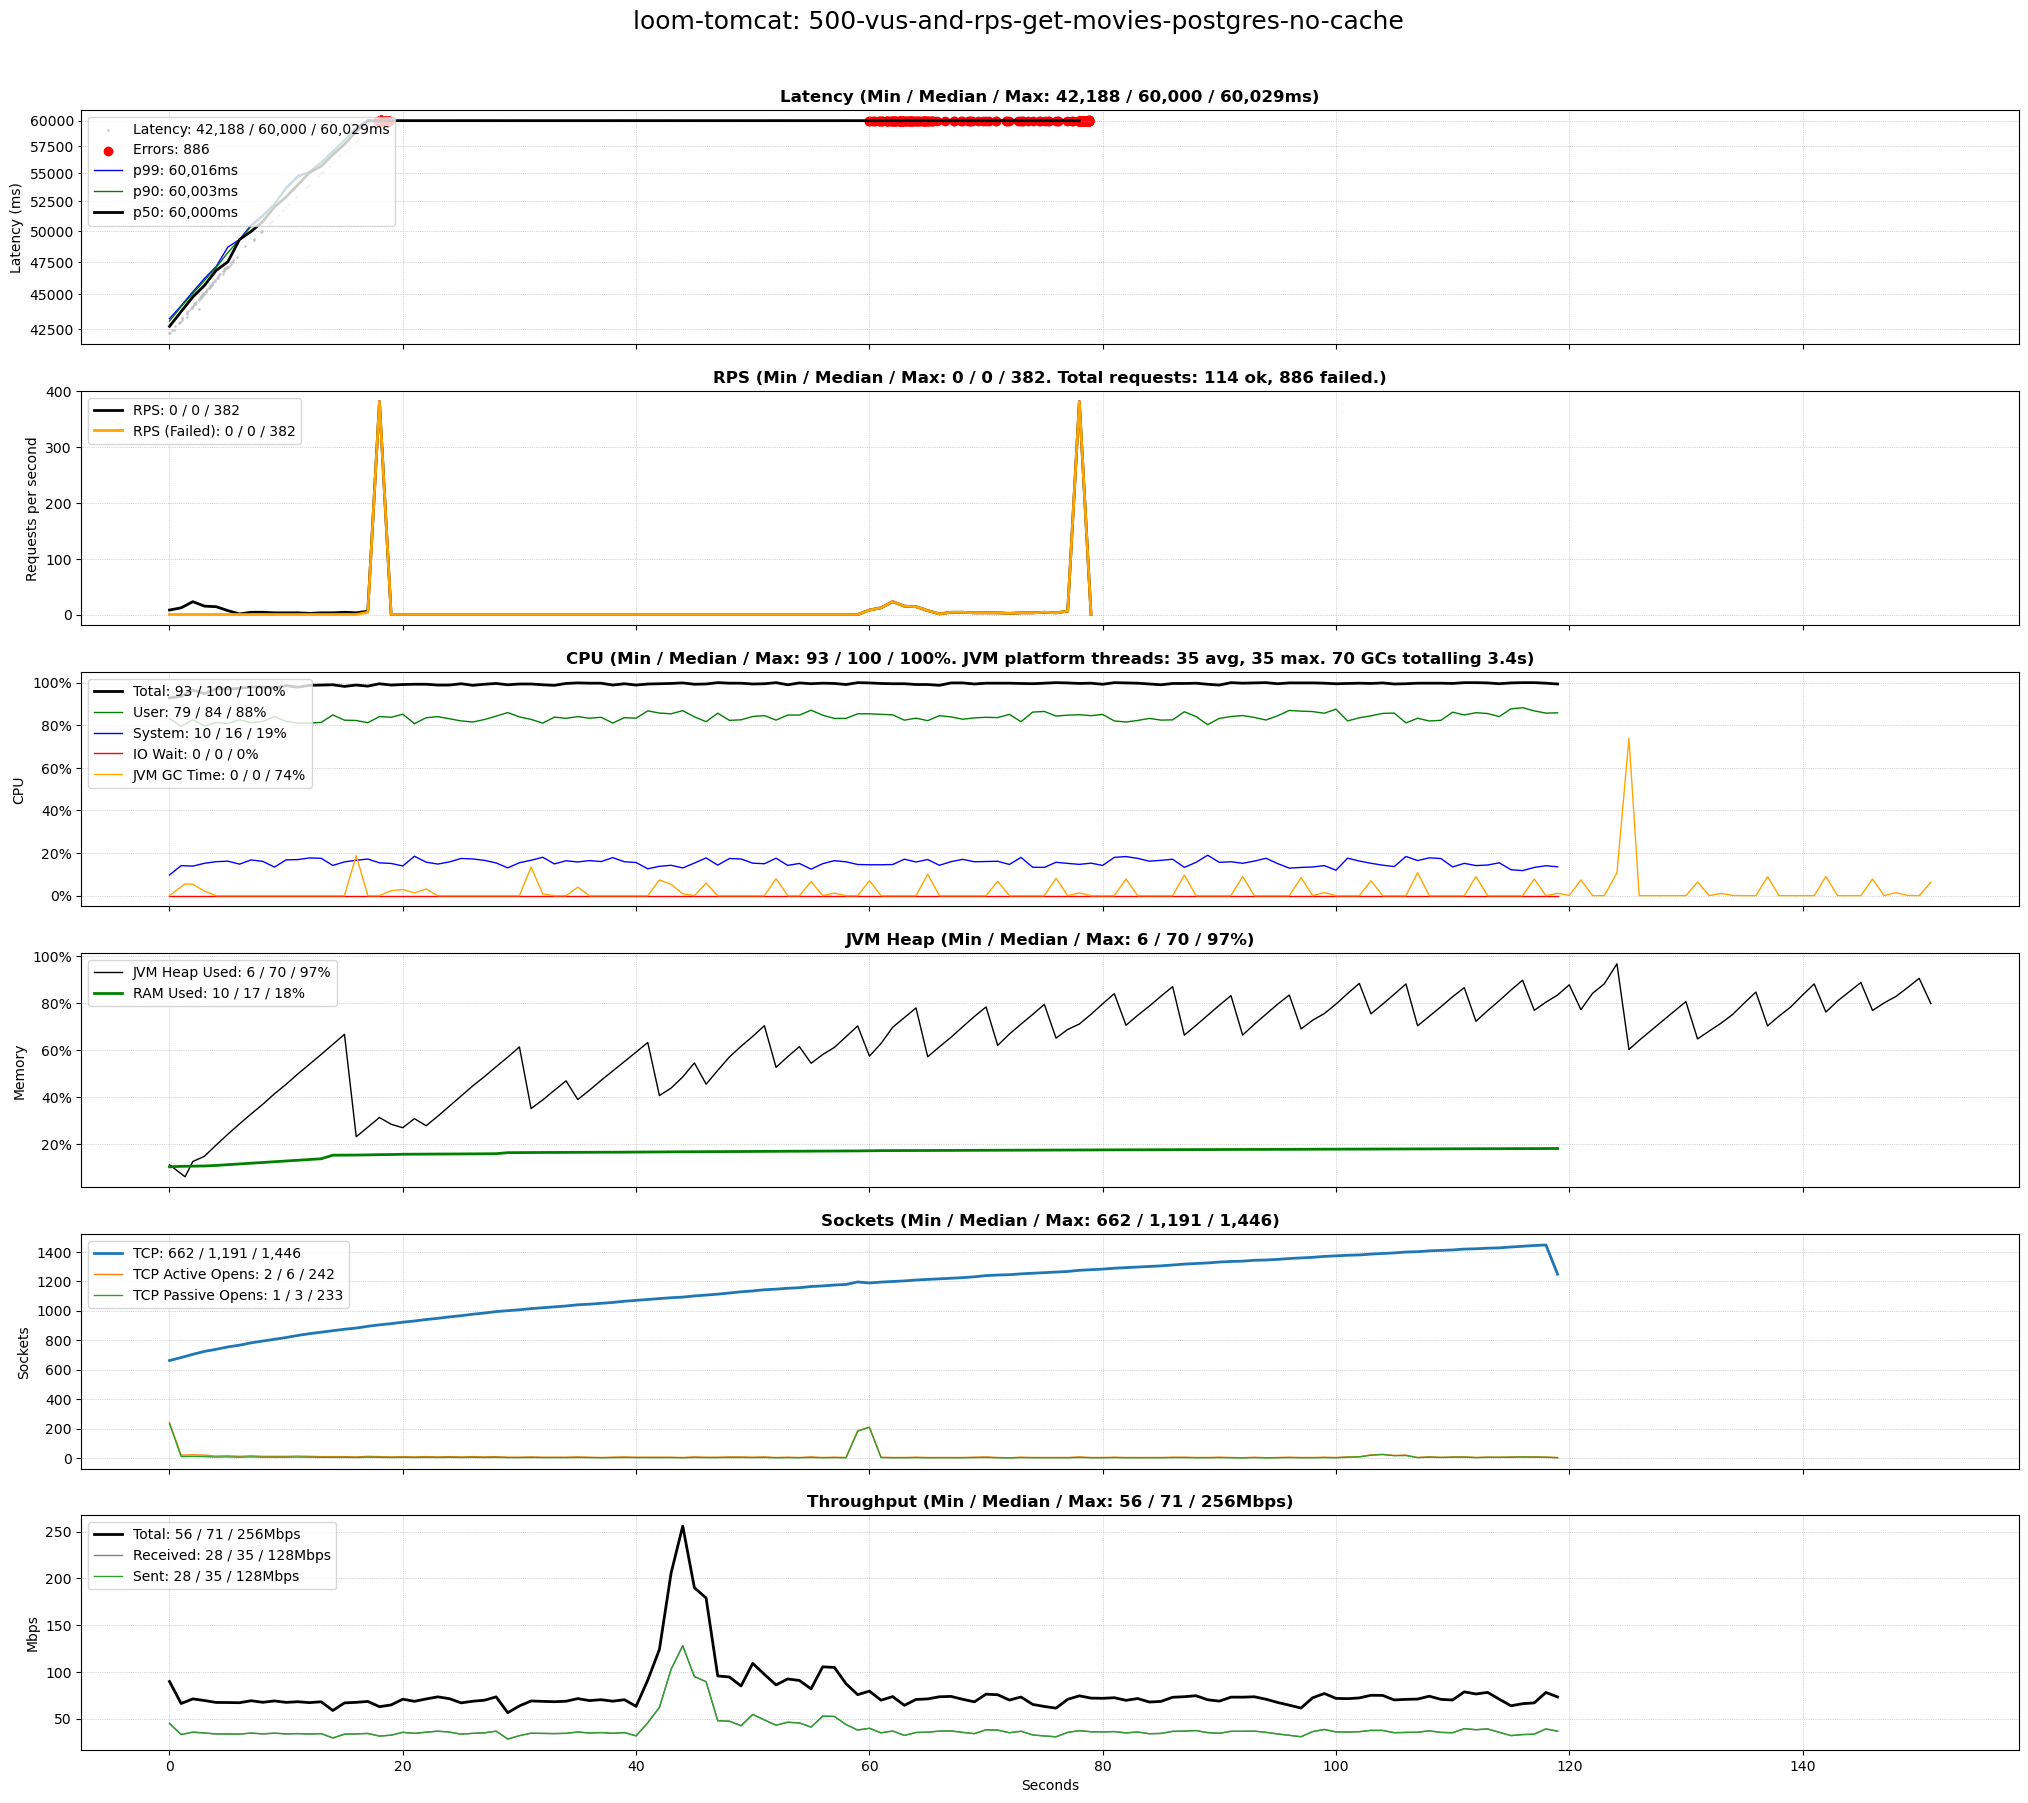 loom-tomcat: 500-vus-and-rps-get-movies-postgres-no-cache
Latency (Min / Median / Max: 42,188 / 60,000 / 60,029ms)
Latency (ms)
60000
57500
55000
52500
50000
47500
45000
42500
Latency: 42,188 / 60,000 / 60,029ms
Errors: 886
p99: 60,016ms
p90: 60,003ms
p50: 60,000ms
RPS (Min / Median / Max: 0 / 0 / 382. Total requests: 114 ok, 886 failed.)
Requests per second
400
300
200
100
0
RPS: 0 / 0 / 382
RPS (Failed): 0 / 0 / 382
CPU (Min / Median / Max: 93 / 100 / 100%. JVM platform threads: 35 avg, 35 max. 70 GCs totalling 3.4s)
CPU
100%
80%
60%
40%
20%
0%
Total: 93 / 100 / 100%
User: 79 / 84 / 88%
System: 10 / 16 / 19%
IO Wait: 0 / 0 / 0%
JVM GC Time: 0 / 0 / 74%
JVM Heap (Min / Median / Max: 6 / 70 / 97%)
Memory
100%
80%
60%
40%
20%
JVM Heap Used: 6 / 70 / 97%
RAM Used: 10 / 17 / 18%
Sockets (Min / Median / Max: 662 / 1,191 / 1,446)
Sockets
1400
1200
1000
800
600
400
200
0
TCP: 662 / 1,191 / 1,446
TCP Active Opens: 2 / 6 / 242
TCP Passive Opens: 1 / 3 / 233
Throughput (Min / Median / Max: 56 / 71 / 256Mbps)
Mbps
250
200
150
100
50
Total: 56 / 71 / 256Mbps
Received: 28 / 35 / 128Mbps
Sent: 28 / 35 / 128Mbps
0 20 40 60 80 100 120 140
Seconds